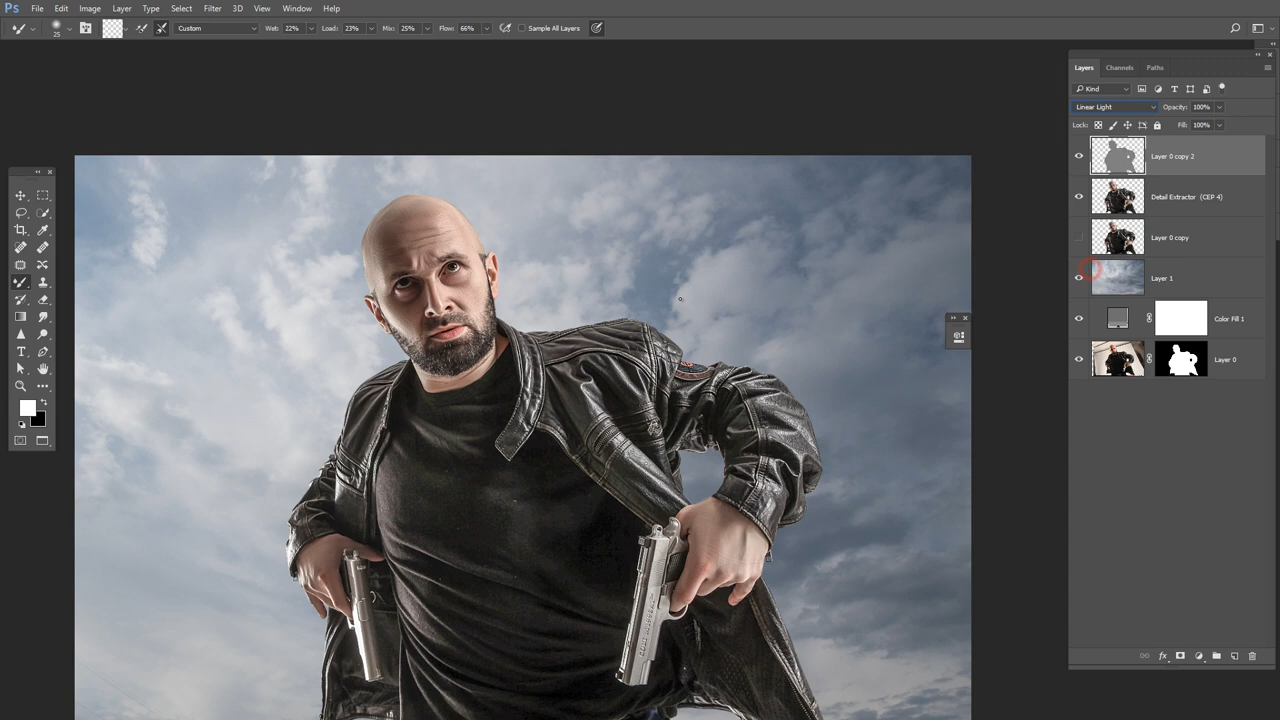 Ps File Edit Image Layer Type Select Filter 3D View Window Help
25 Custom Wet: 22% Load: 23% Mix: 25% Flow: 66% Sample All Layers
Layers Channels Paths
Kind
Linear Light Opacity: 100%
Lock: Fill: 100%
Layer 0 copy 2
Detail Extractor (CEP 4)
Layer 0 copy
Layer 1
Color Fill 1
Layer 0